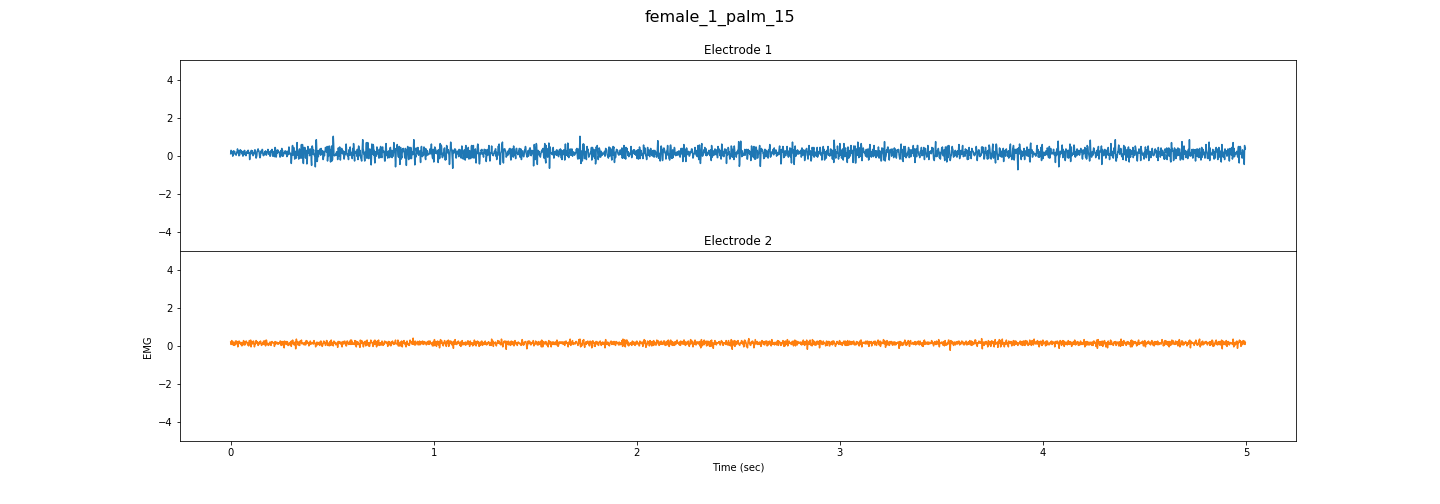 female_1_palm_15
Electrode 1
4
2
0
−2
−4
Electrode 2
4
2
0
−2
−4
EMG
0 1 2 3 4 5
Time (sec)